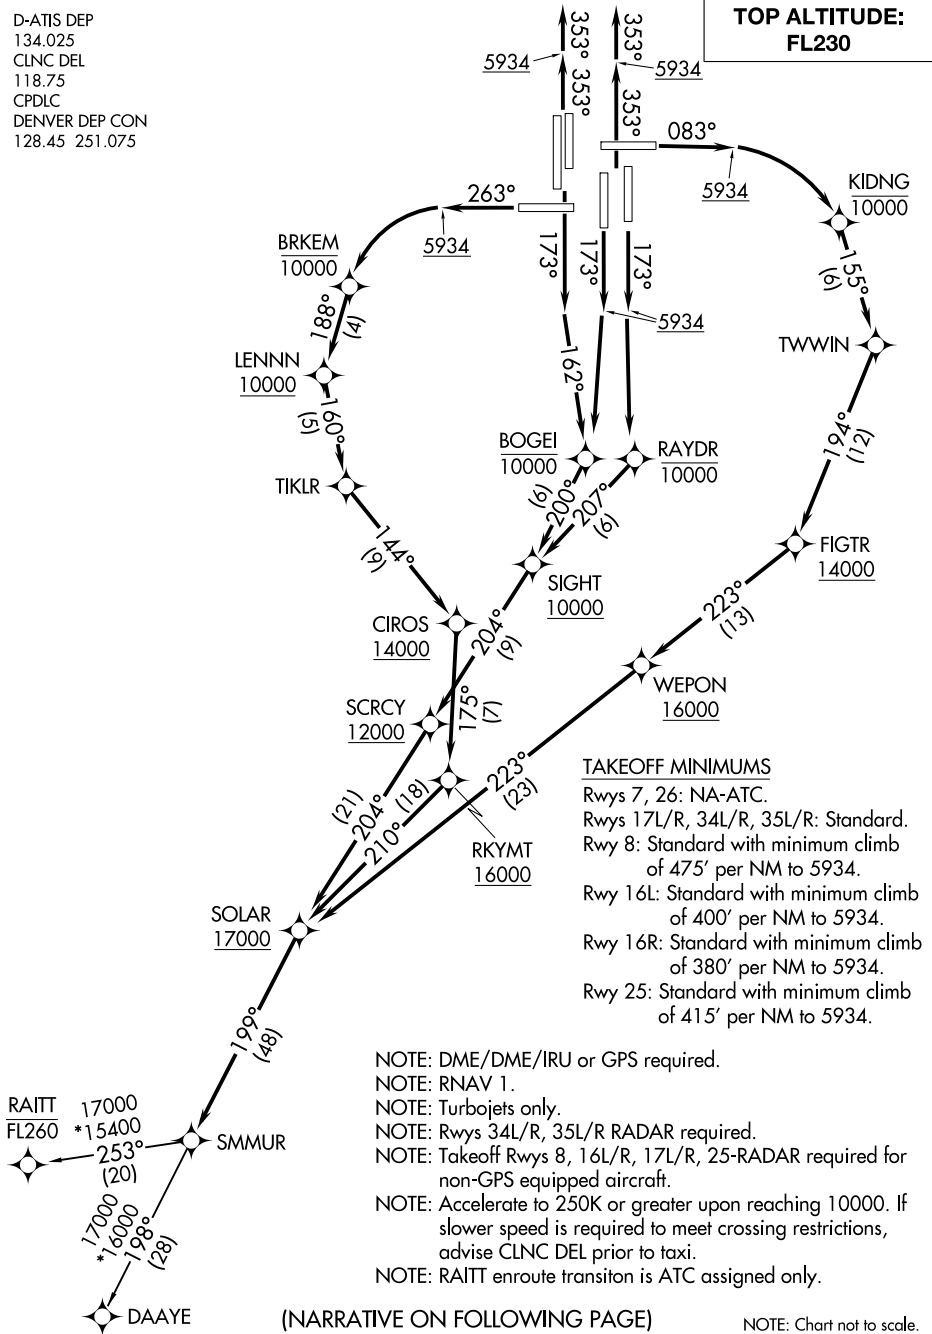 D-ATIS DEP
134.025
CLNC DEL
118.75
CPDLC
DENVER DEP CON
128.45 251.075
TOP ALTITUDE:
FL230
353°
353°
5934
5934
353°
353°
083°
5934
KIDNG
10000
263°
5934
BRKEM
10000
173°
173°
173°
155°
(6)
188°
(4)
5934
TWWIN
LENNN
10000
162°
160°
(5)
194°
(12)
BOGEI
10000
RAYDR
10000
TIKLR
200°
(6)
207°
(6)
144°
(9)
FIGTR
14000
SIGHT
10000
223°
(13)
CIROS
14000
204°
(9)
WEPON
16000
175°
(7)
SCRCY
12000
223°
(23)
204°
(21)
210°
(18)
RKYMT
16000
TAKEOFF MINIMUMS
Rwys 7, 26: NA-ATC.
Rwys 17L/R, 34L/R, 35L/R: Standard.
Rwy 8: Standard with minimum climb
of 475' per NM to 5934.
Rwy 16L: Standard with minimum climb
of 400' per NM to 5934.
Rwy 16R: Standard with minimum climb
of 380' per NM to 5934.
Rwy 25: Standard with minimum climb
of 415' per NM to 5934.
SOLAR
17000
199°
(48)
NOTE: DME/DME/IRU or GPS required.
NOTE: RNAV 1.
NOTE: Turbojets only.
NOTE: Rwys 34L/R, 35L/R RADAR required.
NOTE: Takeoff Rwys 8, 16L/R, 17L/R, 25-RADAR required for
non-GPS equipped aircraft.
NOTE: Accelerate to 250K or greater upon reaching 10000. If
slower speed is required to meet crossing restrictions,
advise CLNC DEL prior to taxi.
NOTE: RAITT enroute transiton is ATC assigned only.
RAITT
FL260
17000
*15400
253°
(20)
SMMUR
17000
*16000
198°
(28)
DAAYE
(NARRATIVE ON FOLLOWING PAGE)
NOTE: Chart not to scale.